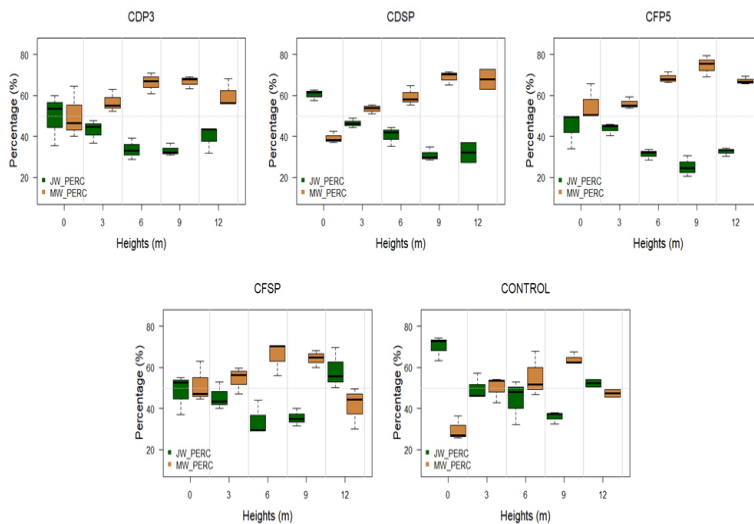 CDP3
Percentage (%)
80
60
40
20
JW_PERC
MW_PERC
0 3 6 9 12
Heights (m)
CDSP
Percentage (%)
80
60
40
20
JW_PERC
MW_PERC
0 3 6 9 12
Heights (m)
CFP5
Percentage (%)
80
60
40
20
JW_PERC
MW_PERC
0 3 6 9 12
Heights (m)
CFSP
Percentage (%)
80
60
40
20
JW_PERC
MW_PERC
0 3 6 9 12
Heights (m)
CONTROL
Percentage (%)
80
60
40
20
JW_PERC
MW_PERC
0 3 6 9 12
Heights (m)